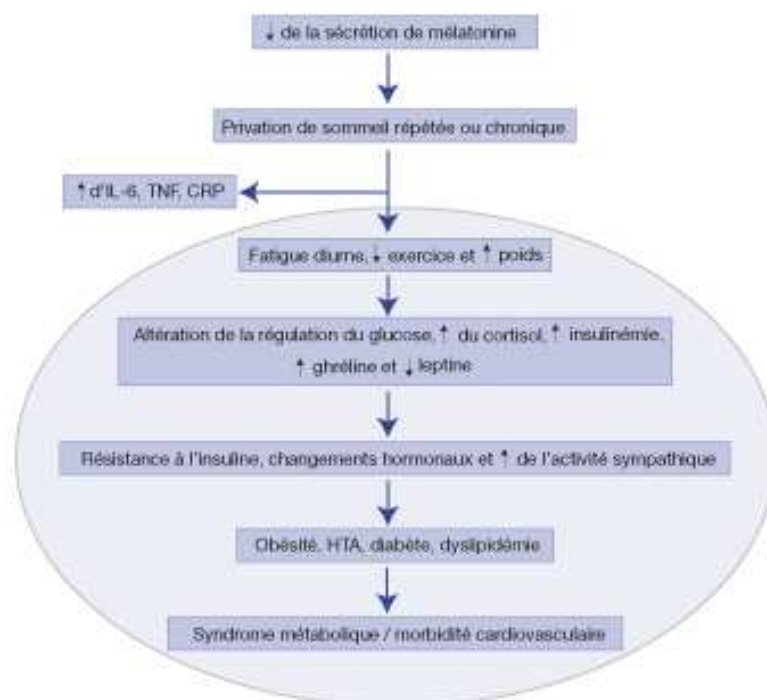 ↓ de la sécrétion de mélatonine
Privation de sommeil répétée ou chronique
↑ d'IL-6, TNF, CRP
Fatigue diurne, ↓ exercice et ↑ poids
Altération de la régulation du glucose, ↑ du cortisol, ↑ insulinémie,
↑ ghréline et ↓ leptine
Résistance à l'insuline, changements hormonaux et ↑ de l'activité sympathique
Obésité, HTA, diabète, dyslipidémie
Syndrome métabolique / morbidité cardiovasculaire